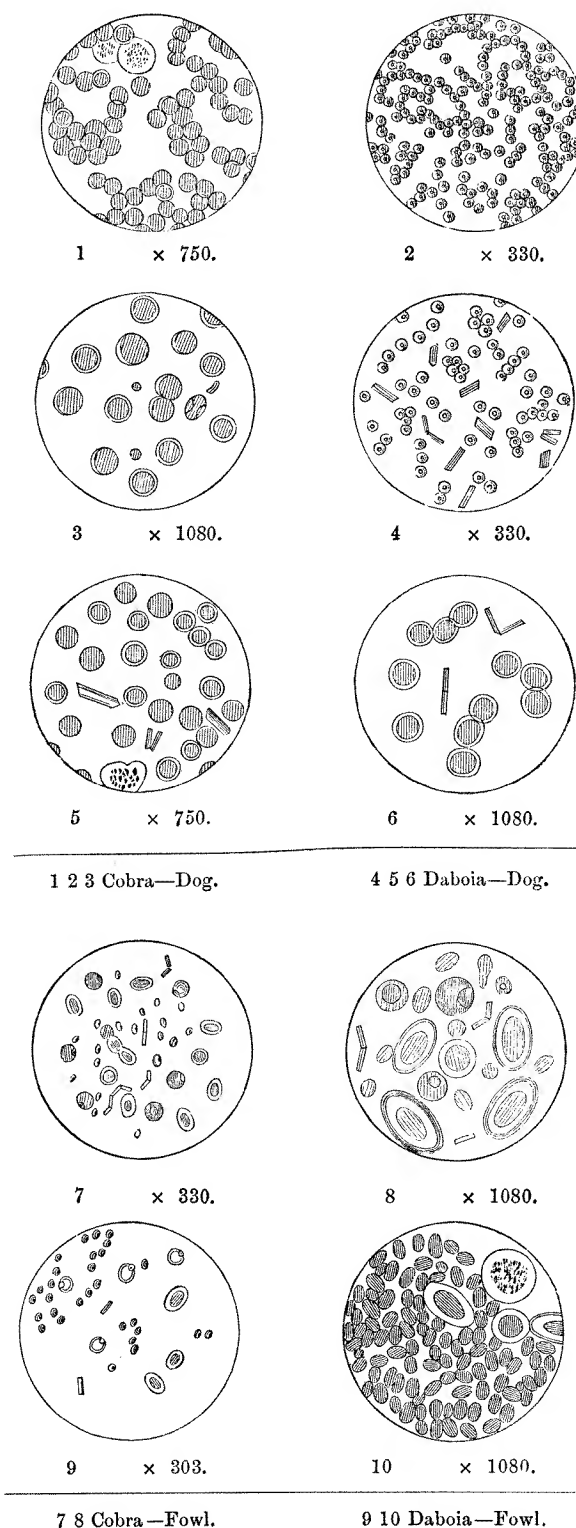 1 × 750.
2 × 330.
3 × 1080.
4 × 330.
5 × 750.
6 × 1080.
1 2 3 Cobra—Dog.
4 5 6 Daboia—Dog.
7 × 330.
8 × 1080.
9 × 303.
10 × 1080.
7 8 Cobra—Fowl.
9 10 Daboia—Fowl.